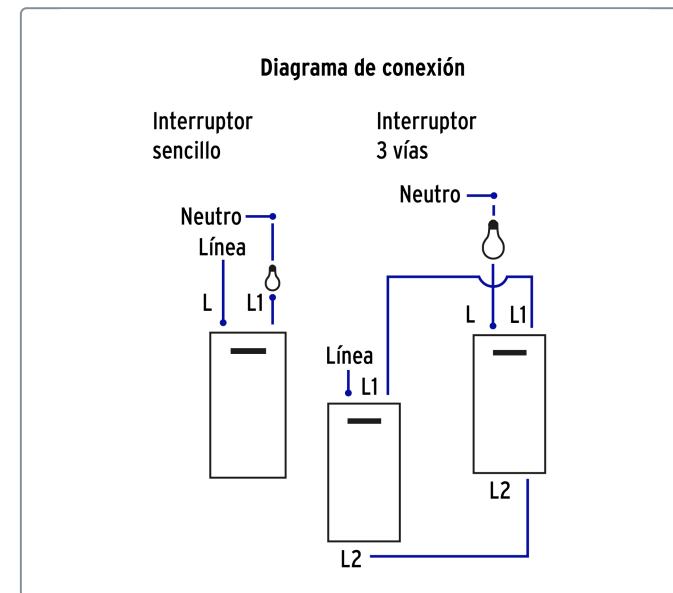 Diagrama de conexión
Interruptor
sencillo
Neutro
Línea
L
L1
Interruptor
3 vías
Neutro
L
L1
Línea
L1
L2
L2